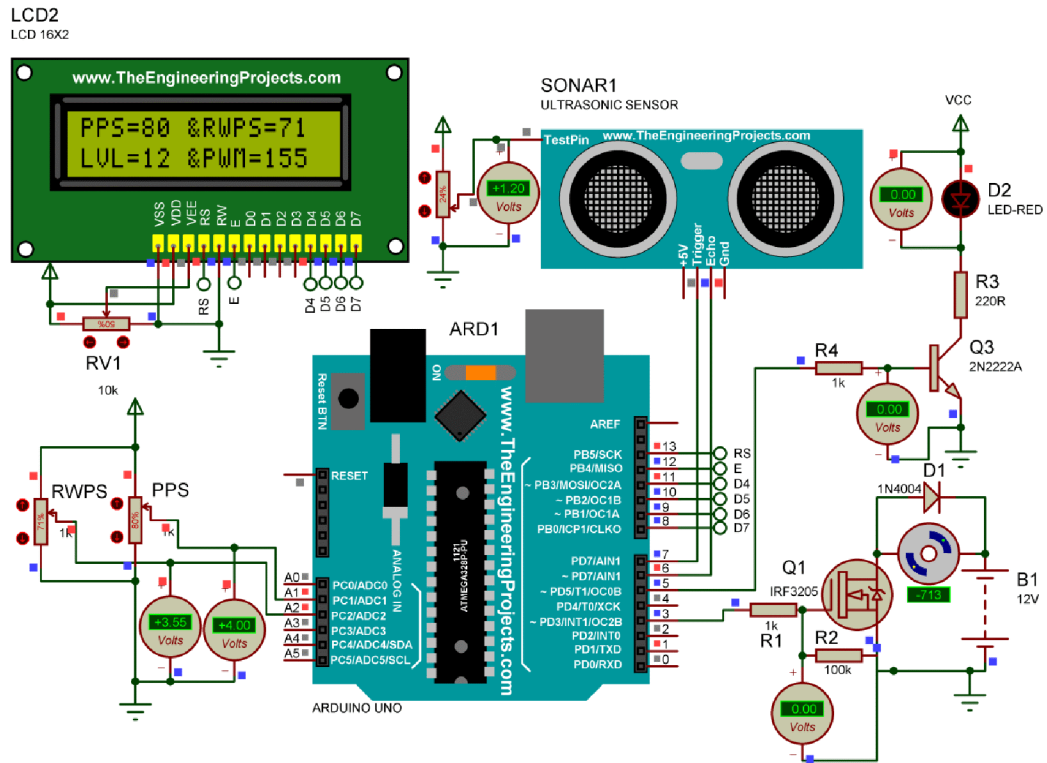 LCD2
LCD 16X2
www.TheEngineeringProjects.com
PPS=80 &RWPS=71
LVL=12 &PWM=155
VSS VDD VEE RS RW E D0 D1 D2 D3 D4 D5 D6 D7
RS
E
D4 D5 D6 D7
50%
RV1
10k
SONAR1
ULTRASONIC SENSOR
TestPin
www.TheEngineeringProjects.com
24%
+1.20
Volts
+5V
Trigger
Echo
Gnd
VCC
+
0.00
Volts
−
D2
LED-RED
R3
220R
Q3
2N2222A
R4
1k
+
0.00
Volts
−
ARD1
ON
Reset BTN
www.TheEngineeringProjects.com
ANALOG IN
1121
ATMEGA328P-PU
RESET
A0 PC0/ADC0
A1 PC1/ADC1
A2 PC2/ADC2
A3 PC3/ADC3
A4 PC4/ADC4/SDA
A5 PC5/ADC5/SCL
ARDUINO UNO
AREF
PB5/SCK 13 RS
PB4/MISO 12 E
~ PB3/MOSI/OC2A 11 D4
~ PB2/OC1B 10 D5
~ PB1/OC1A 9 D6
PB0/ICP1/CLKO 8 D7
PD7/AIN1 7
~ PD7/AIN1 6
~ PD5/T1/OC0B 5
PD4/T0/XCK 4
~ PD3/INT1/OC2B 3
PD2/INT0 2
PD1/TXD 1
PD0/RXD 0
RWPS
71%
1k
PPS
80%
1k
+3.55
Volts
+4.00
Volts
D1
1N4004
-713
B1
12V
Q1
IRF3205
1k
R1
R2
100k
+
0.00
Volts
−